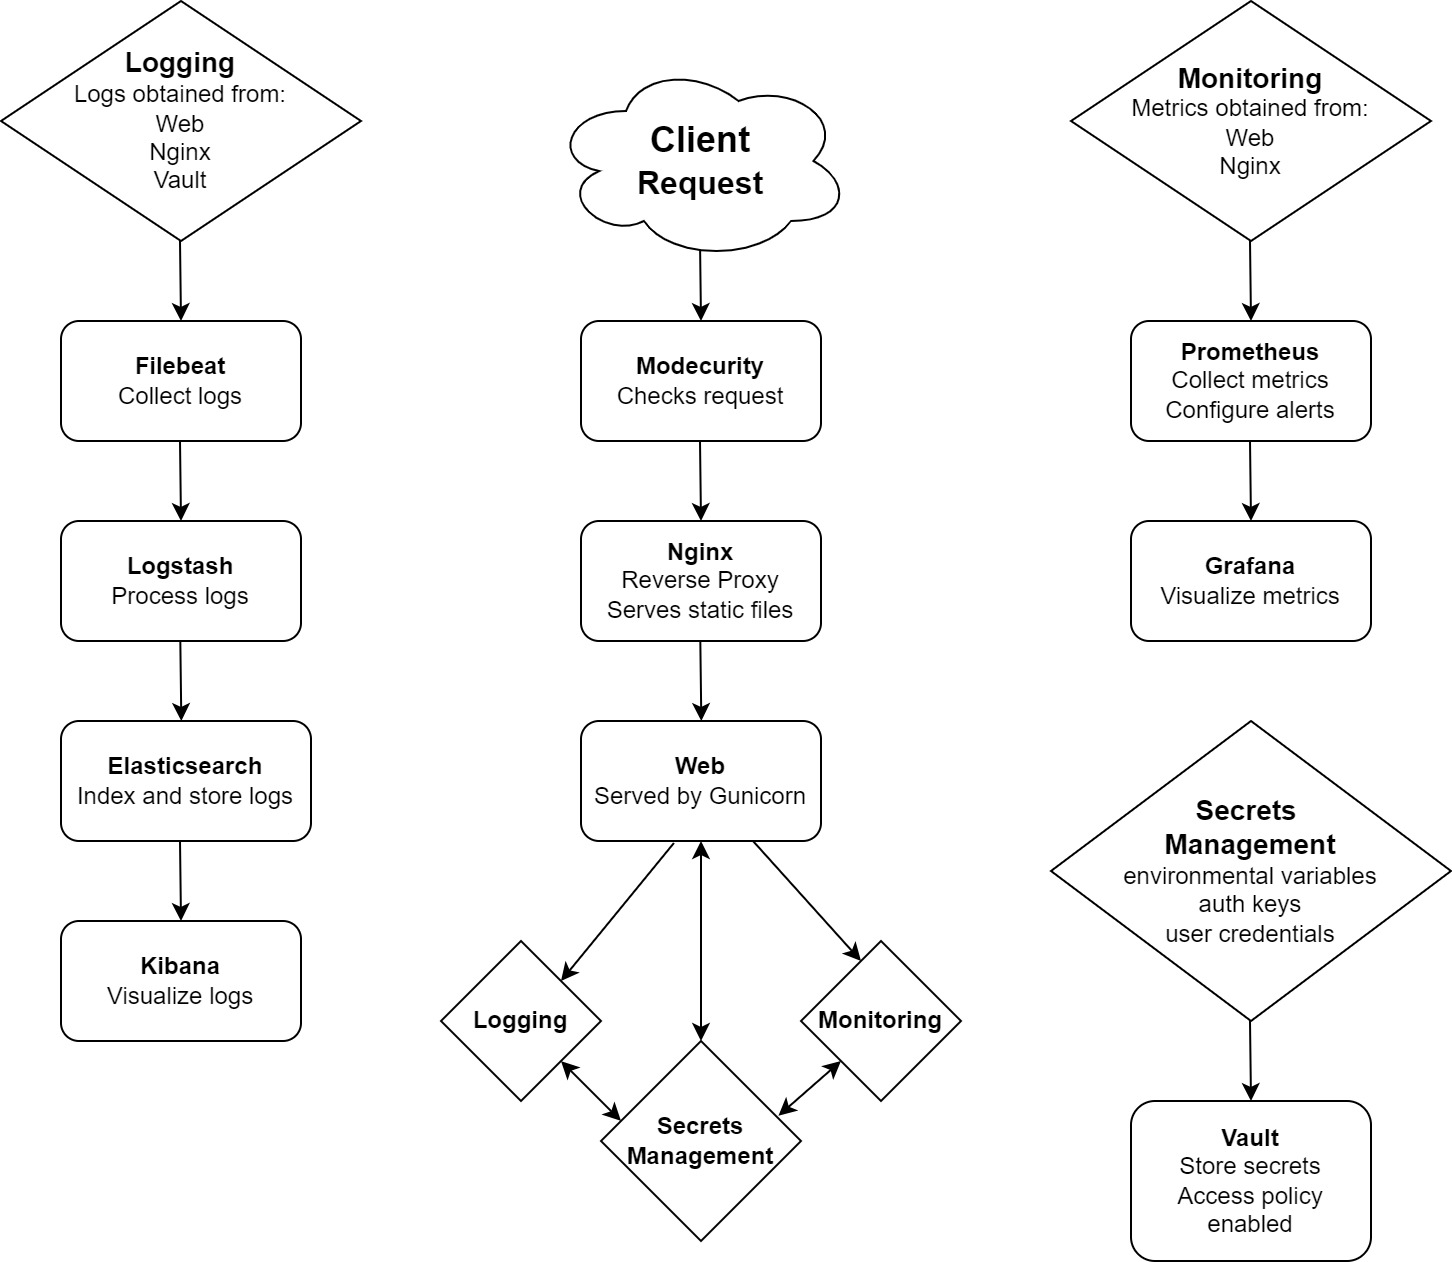 Logging
Logs obtained from:
Web
Nginx
Vault
Filebeat
Collect logs
Logstash
Process logs
Elasticsearch
Index and store logs
Kibana
Visualize logs
Client
Request
Modecurity
Checks request
Nginx
Reverse Proxy
Serves static files
Web
Served by Gunicorn
Logging
Monitoring
Secrets
Management
Monitoring
Metrics obtained from:
Web
Nginx
Prometheus
Collect metrics
Configure alerts
Grafana
Visualize metrics
Secrets
Management
environmental variables
auth keys
user credentials
Vault
Store secrets
Access policy
enabled